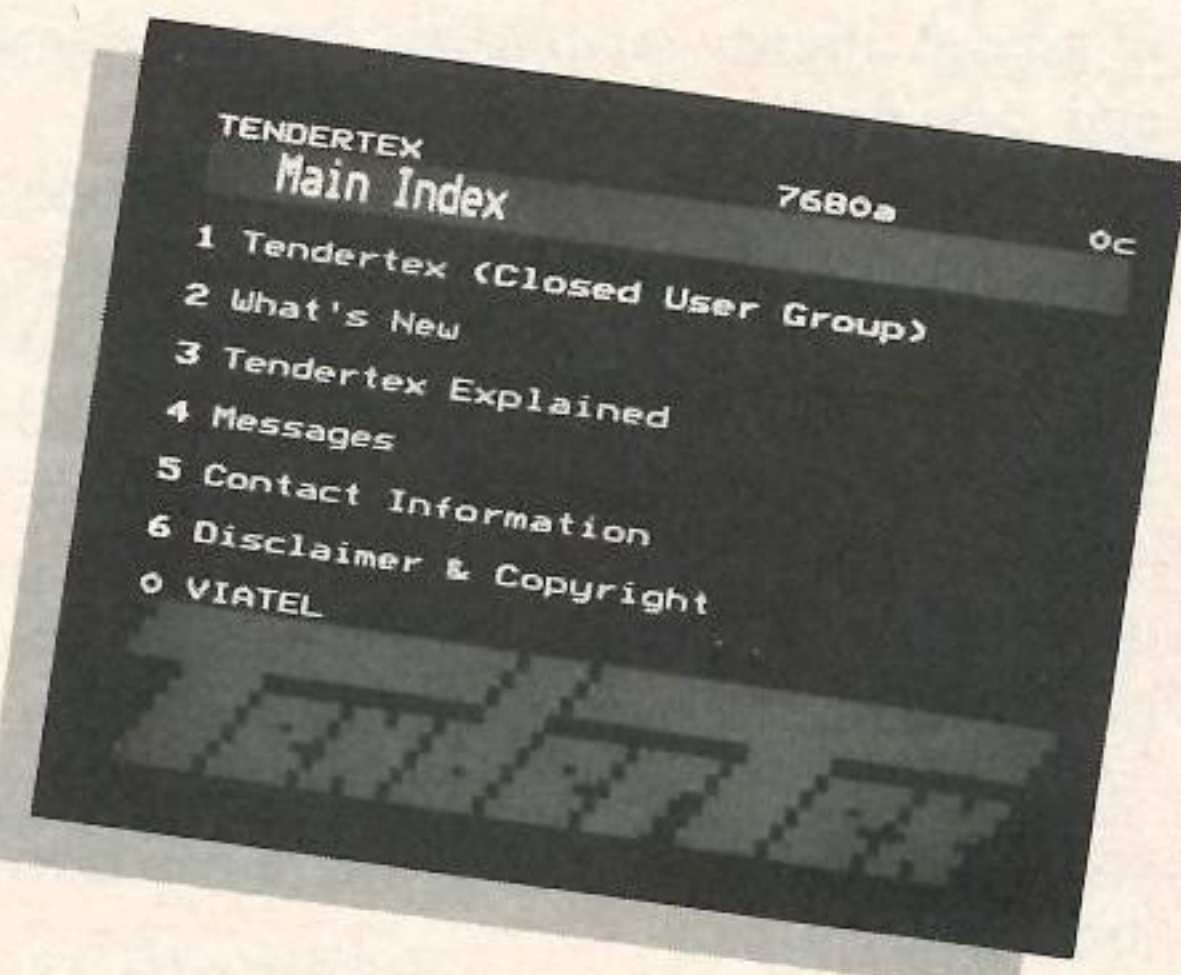 TENDERTEX
Main Index 7680a 0c
1 Tendertex (Closed User Group)
2 What's New
3 Tendertex Explained
4 Messages
5 Contact Information
6 Disclaimer & Copyright
0 VIATEL
TENDERTEX